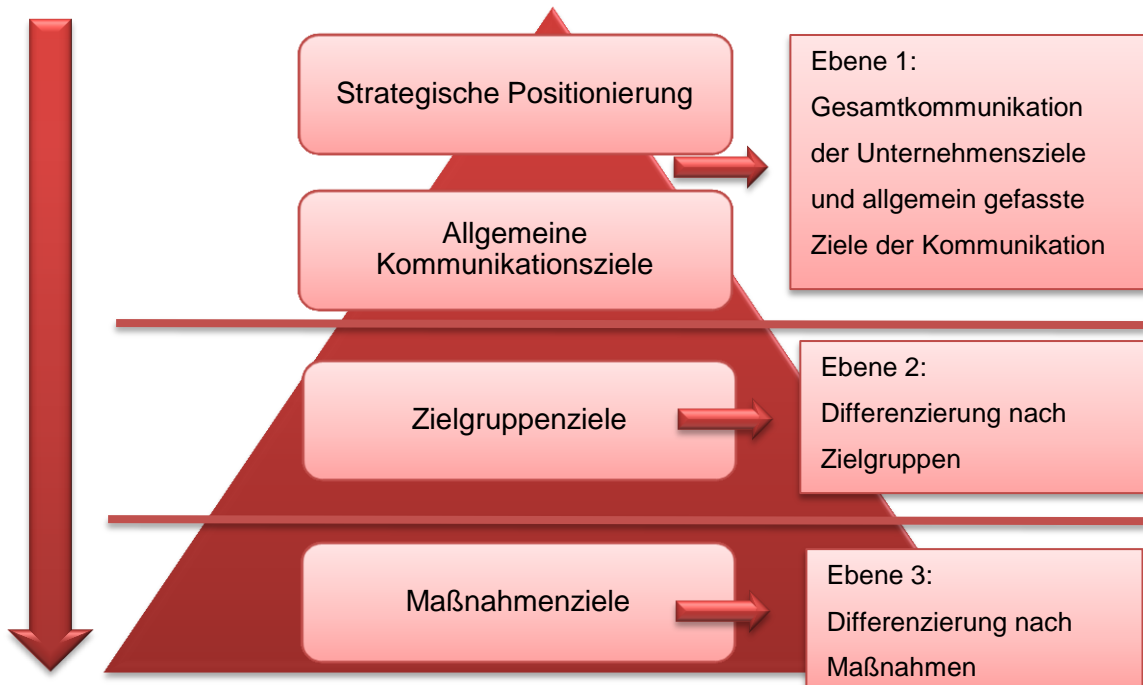 Strategische Positionierung
Ebene 1:
Gesamtkommunikation
der Unternehmensziele
und allgemein gefasste
Ziele der Kommunikation
Allgemeine
Kommunikationsziele
Zielgruppenziele
Ebene 2:
Differenzierung nach
Zielgruppen
Maßnahmenziele
Ebene 3:
Differenzierung nach
Maßnahmen